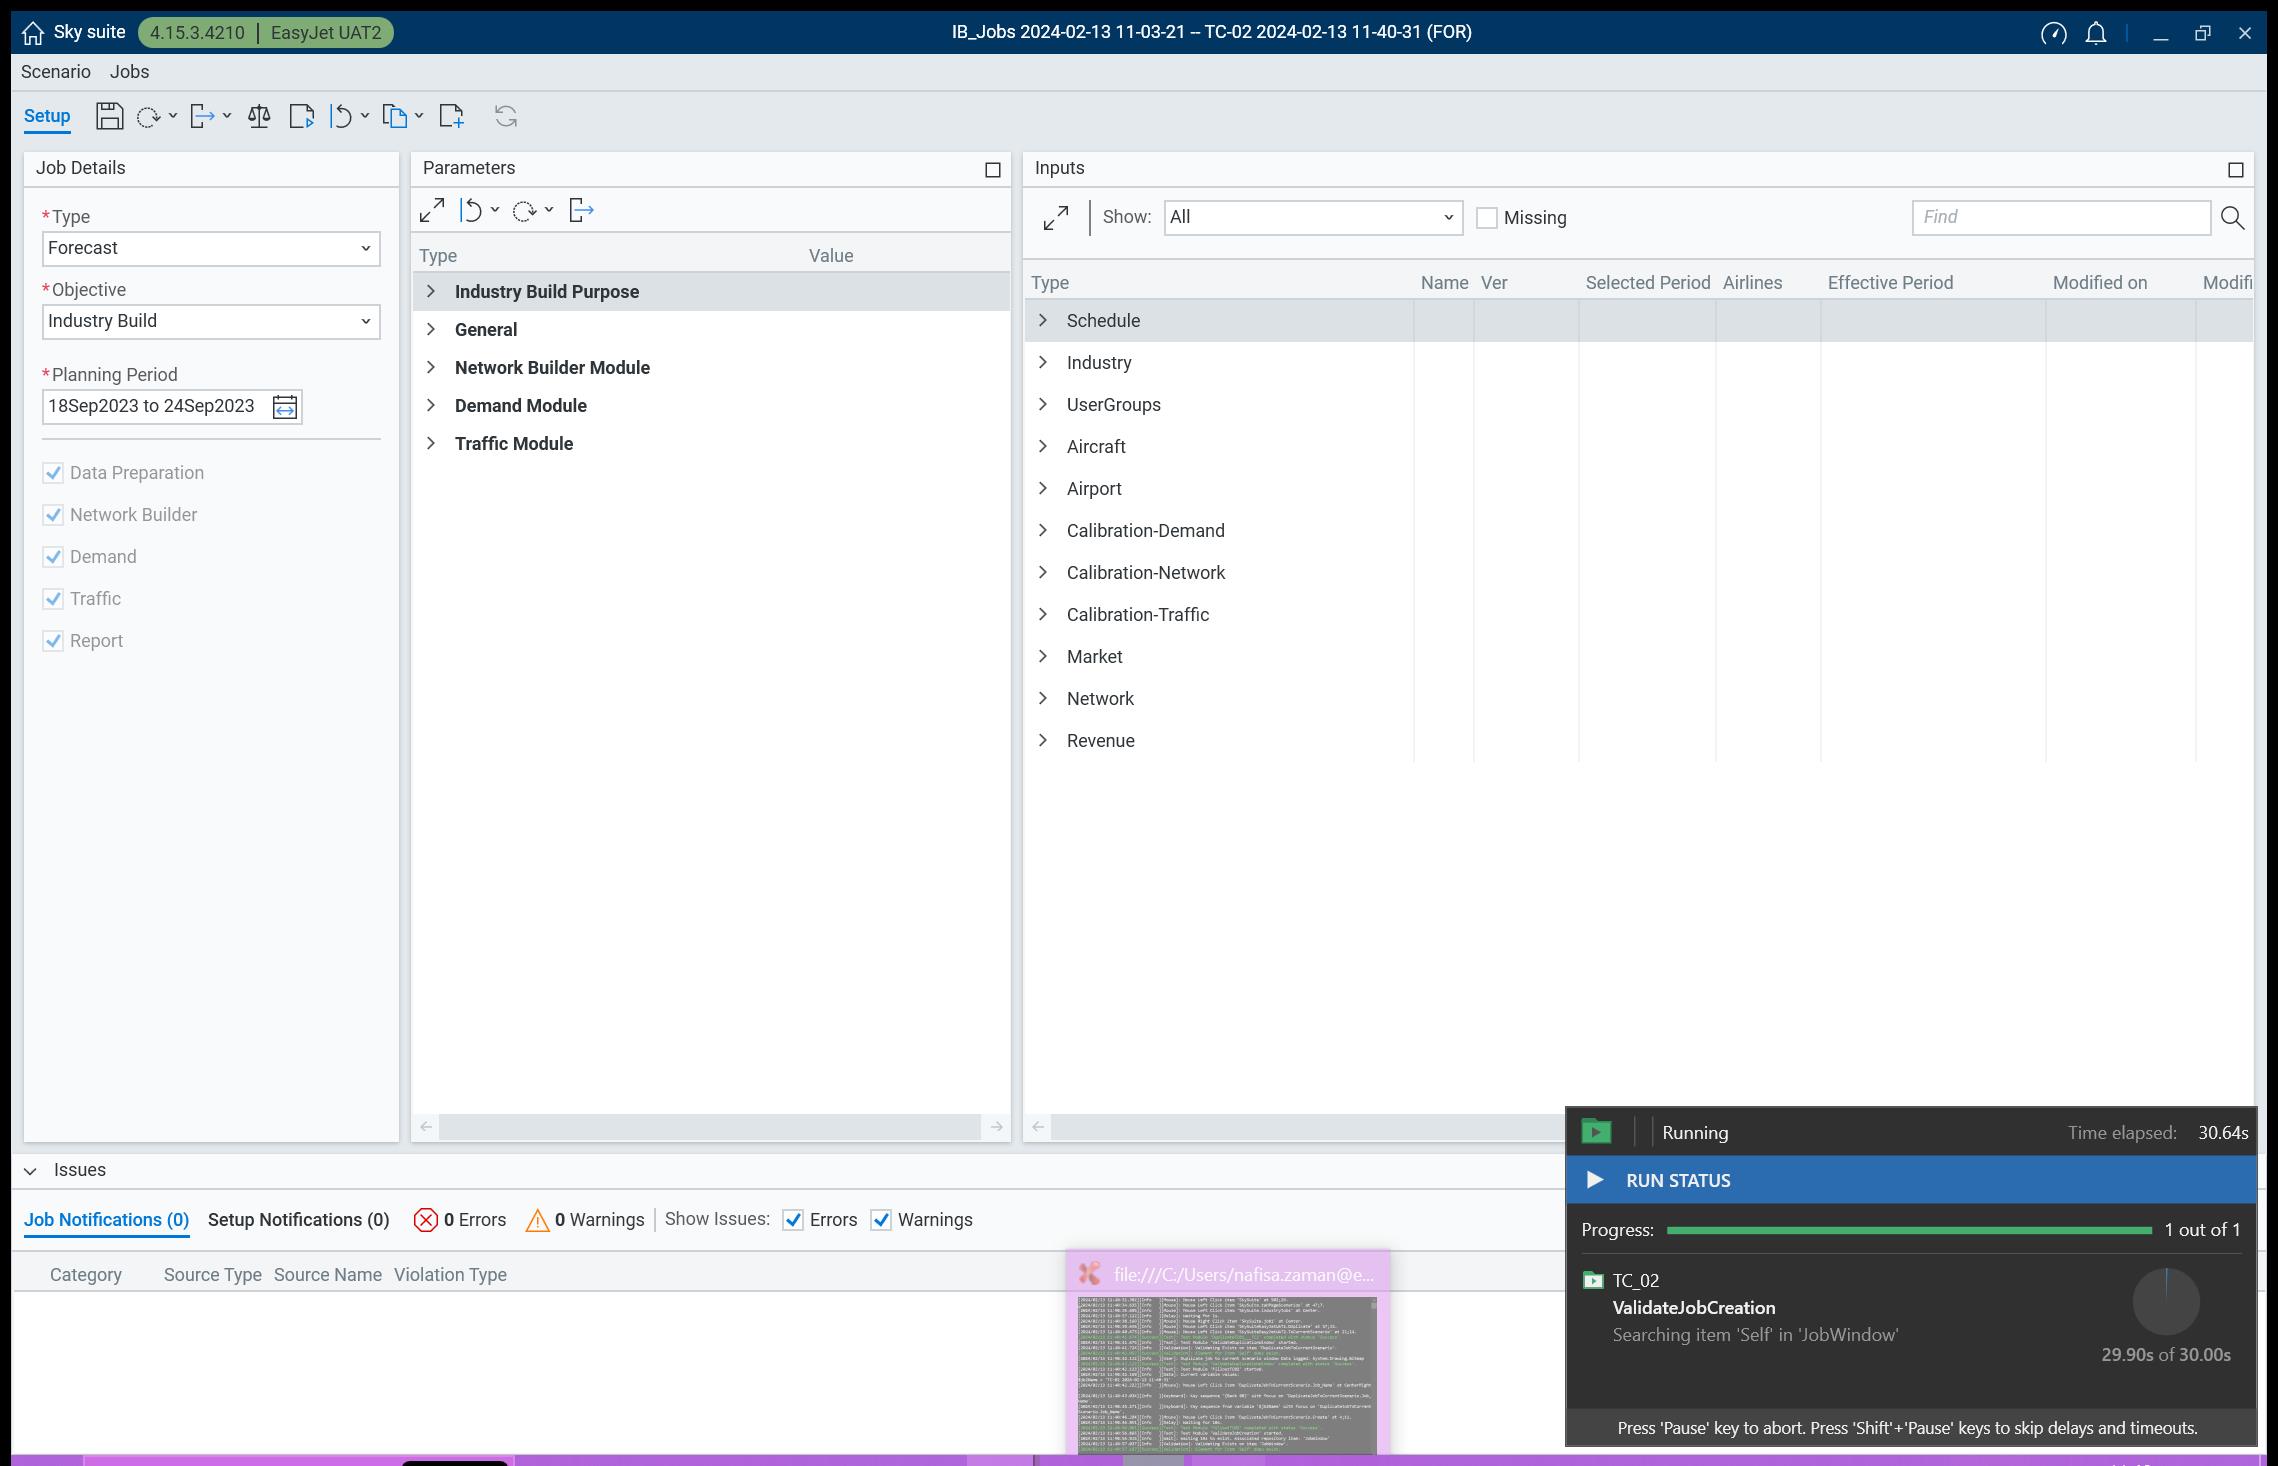 Sky suite 4.15.3.4210 | EasyJet UAT2 IB_Jobs 2024-02-13 11-03-21 -- TC-02 2024-02-13 11-40-31 (FOR)
Scenario Jobs
Setup
Job Details
*Type
Forecast
*Objective
Industry Build
*Planning Period
18Sep2023 to 24Sep2023
Data Preparation
Network Builder
Demand
Traffic
Report
Parameters
Type Value
Industry Build Purpose
General
Network Builder Module
Demand Module
Traffic Module
Inputs
Show: All Missing Find
Type Name Ver Selected Period Airlines Effective Period Modified on Modifi
Schedule
Industry
UserGroups
Aircraft
Airport
Calibration-Demand
Calibration-Network
Calibration-Traffic
Market
Network
Revenue
Issues
Job Notifications (0) Setup Notifications (0) 0 Errors 0 Warnings Show Issues: Errors Warnings
Category Source Type Source Name Violation Type
file:///C:/Users/nafisa.zaman@e...
Running Time elapsed: 30.64s
RUN STATUS
Progress: 1 out of 1
TC_02
ValidateJobCreation
Searching item 'Self' in 'JobWindow'
29.90s of 30.00s
Press 'Pause' key to abort. Press 'Shift'+'Pause' keys to skip delays and timeouts.